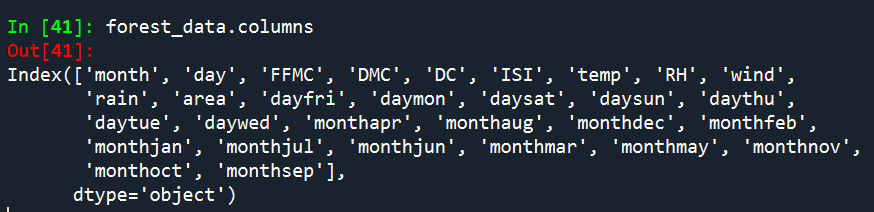 In [41]: forest_data.columns
Out[41]:
Index(['month', 'day', 'FFMC', 'DMC', 'DC', 'ISI', 'temp', 'RH', 'wind',
'rain', 'area', 'dayfri', 'daymon', 'daysat', 'daysun', 'daythu',
'daytue', 'daywed', 'monthapr', 'monthaug', 'monthdec', 'monthfeb',
'monthjan', 'monthjul', 'monthjun', 'monthmar', 'monthmay', 'monthnov',
'monthoct', 'monthsep'],
dtype='object')